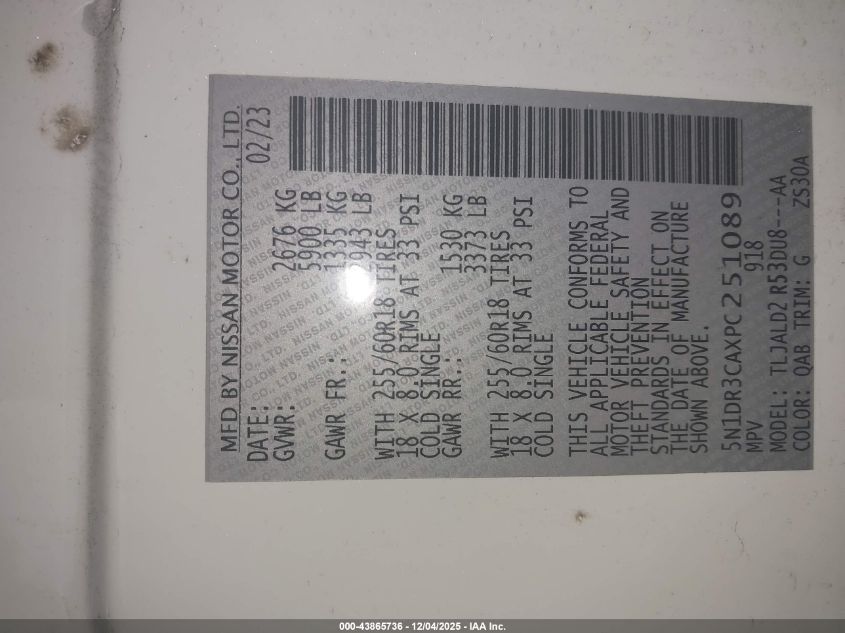 MFD BY NISSAN MOTOR CO., LTD.
DATE: 02/23
GVWR: 2676 KG
5900 LB
GAWR FR.: 1335 KG
2943 LB
WITH 255/60R18 TIRES
18 X 8.0 RIMS AT 33 PSI
COLD SINGLE
GAWR RR.: 1530 KG
3373 LB
WITH 255/60R18 TIRES
18 X 8.0 RIMS AT 33 PSI
COLD SINGLE
THIS VEHICLE CONFORMS TO
ALL APPLICABLE FEDERAL
MOTOR VEHICLE SAFETY AND
THEFT PREVENTION
STANDARDS IN EFFECT ON
THE DATE OF MANUFACTURE
SHOWN ABOVE.
5N1DR3CAXPC251089
MPV 918
MODEL: TLJALD2 R53DU8---AA
COLOR: QAB TRIM: G ZS30A
000-43865736 - 12/04/2025 - IAA Inc.